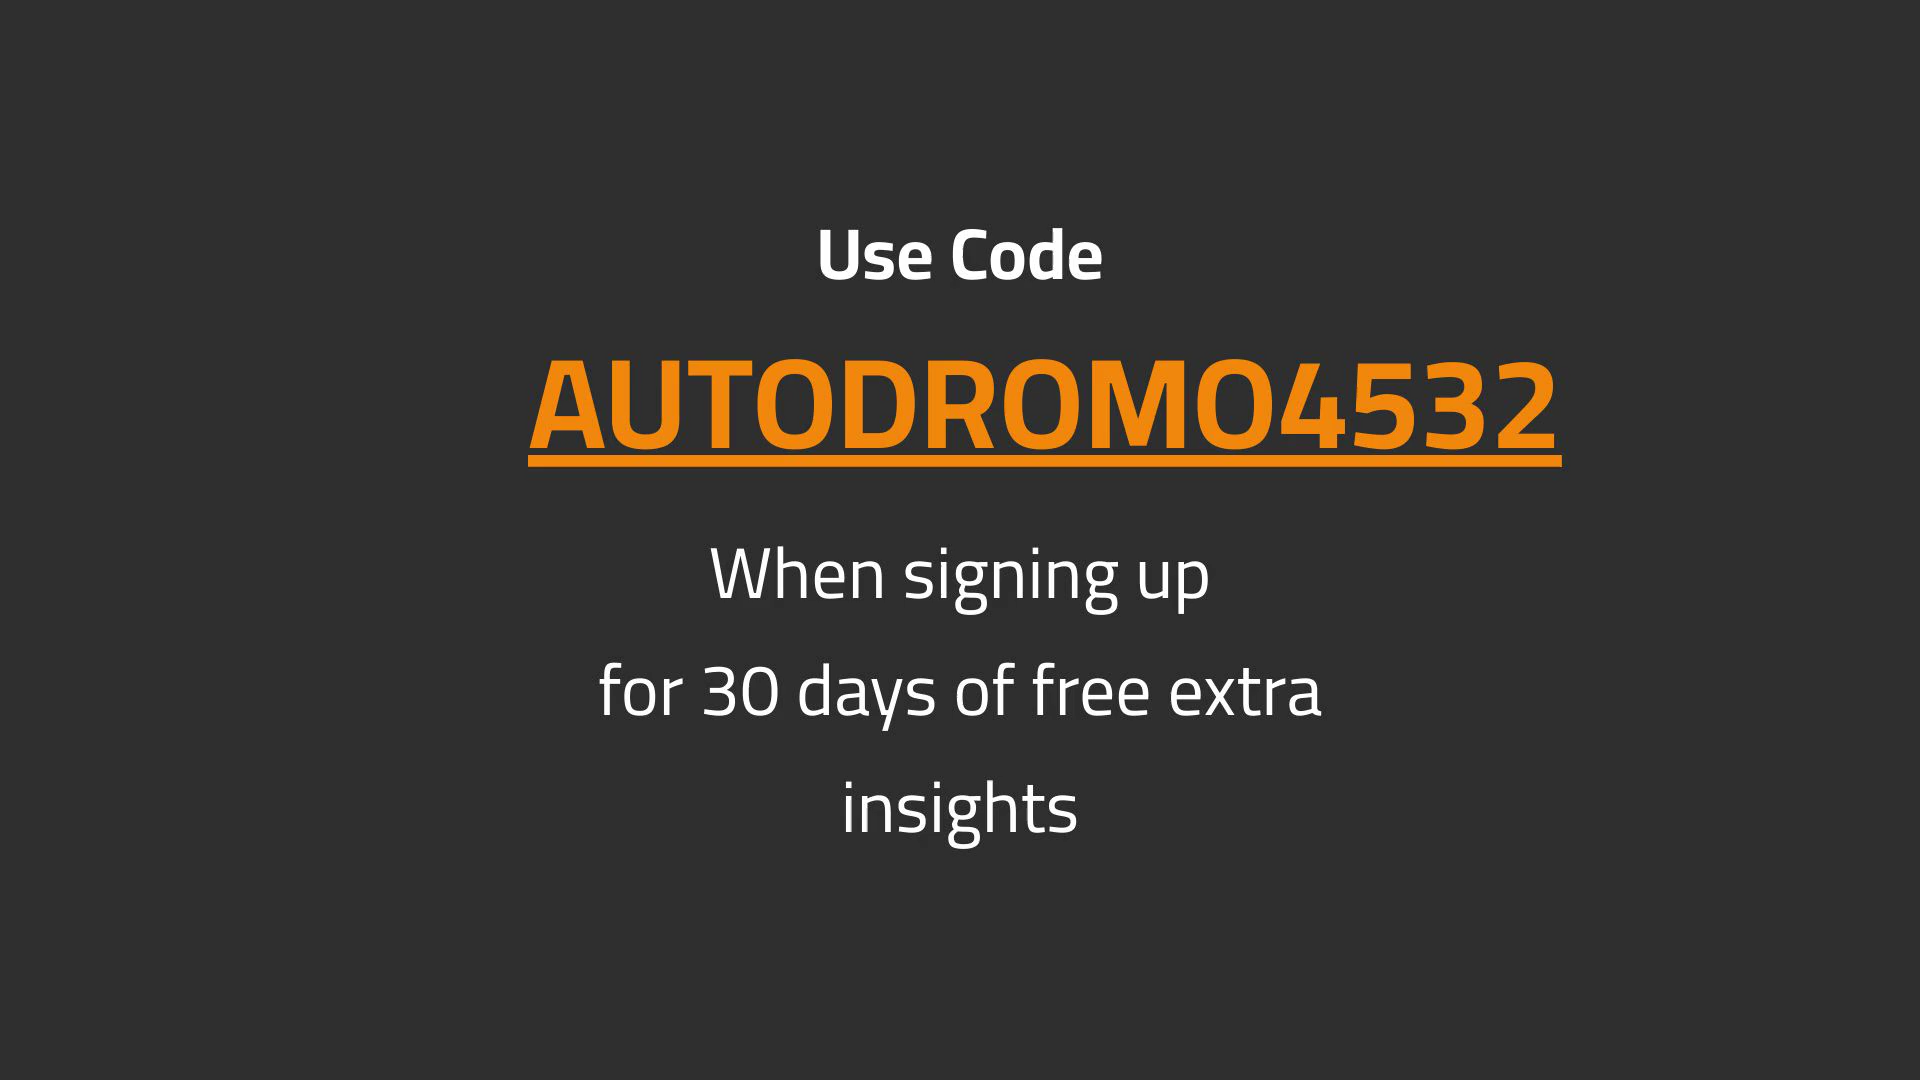 Use Code
AUTODROMO4532
When signing up
for 30 days of free extra
insights